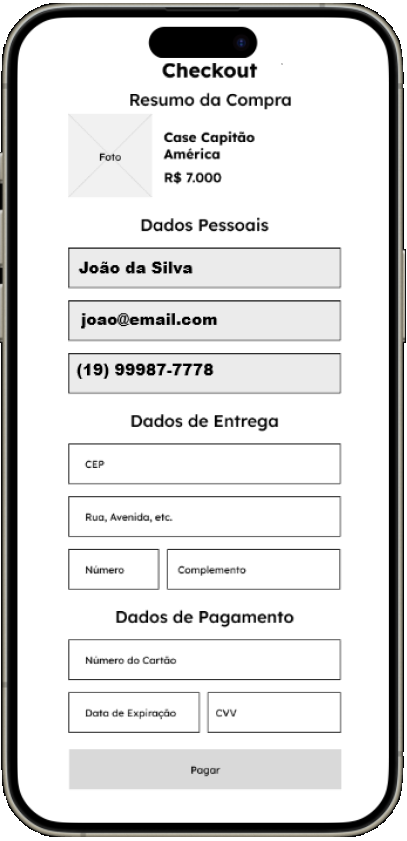 Checkout
Resumo da Compra
Foto
Case Capitão
América
R$ 7.000
Dados Pessoais
João da Silva
joao@email.com
(19) 99987-7778
Dados de Entrega
CEP
Rua, Avenida, etc.
Número
Complemento
Dados de Pagamento
Número do Cartão
Data de Expiração
CVV
Pagar